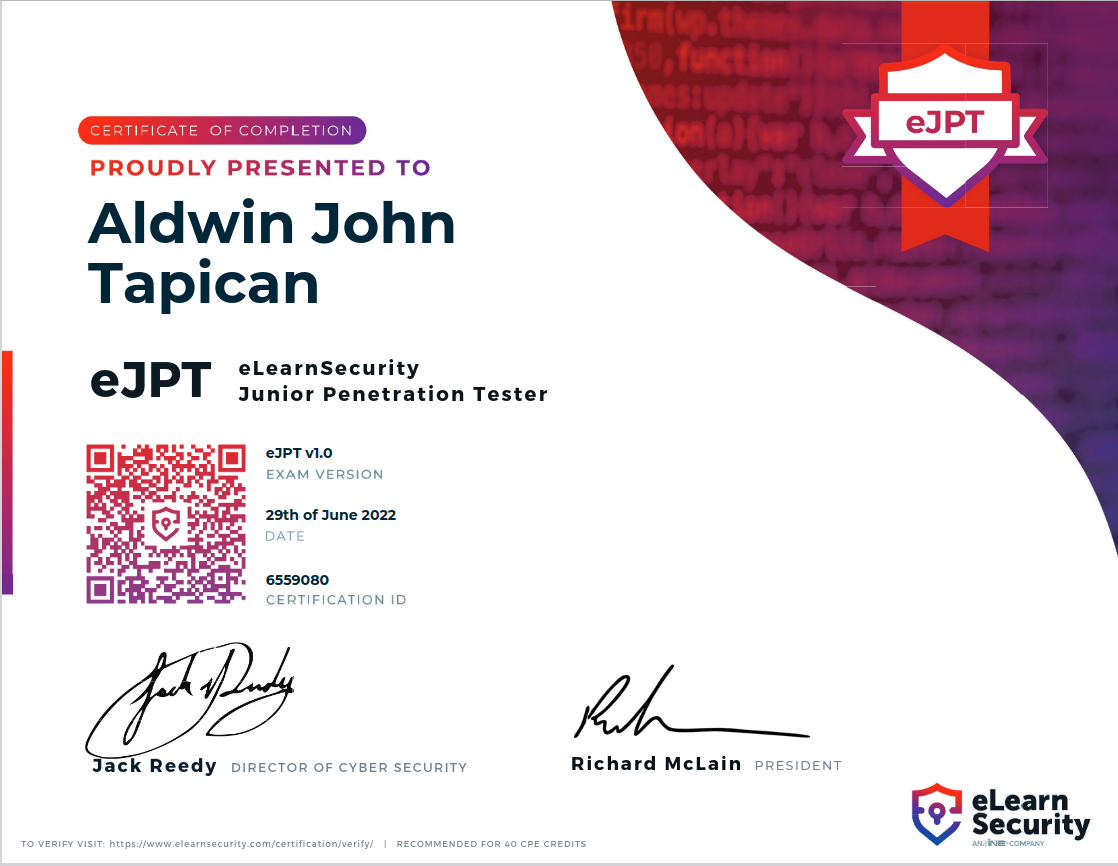 eJPT
CERTIFICATE OF COMPLETION
PROUDLY PRESENTED TO
Aldwin John
Tapican
eJPT
eLearnSecurity
Junior Penetration Tester
eJPT v1.0
EXAM VERSION
29th of June 2022
DATE
6559080
CERTIFICATION ID
Jack Reedy DIRECTOR OF CYBER SECURITY
Richard McLain PRESIDENT
eLearn
Security
AN INE COMPANY
TO VERIFY VISIT: https://www.elearnsecurity.com/certification/verify/ | RECOMMENDED FOR 40 CPE CREDITS